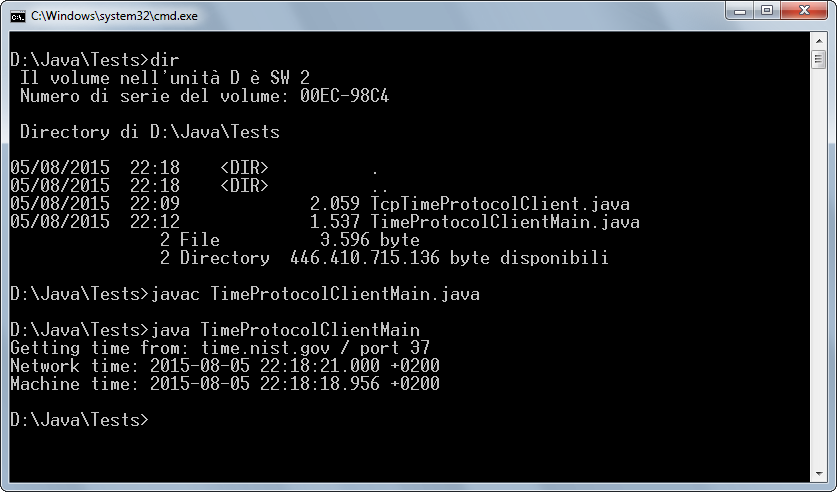 C:\Windows\system32\cmd.exe
D:\Java\Tests>dir
Il volume nell'unità D è SW 2
Numero di serie del volume: 00EC-98C4
Directory di D:\Java\Tests
05/08/2015  22:18    <DIR>          .
05/08/2015  22:18    <DIR>          ..
05/08/2015  22:09             2.059 TcpTimeProtocolClient.java
05/08/2015  22:12             1.537 TimeProtocolClientMain.java
2 File          3.596 byte
2 Directory  446.410.715.136 byte disponibili
D:\Java\Tests>javac TimeProtocolClientMain.java
D:\Java\Tests>java TimeProtocolClientMain
Getting time from: time.nist.gov / port 37
Network time: 2015-08-05 22:18:21.000 +0200
Machine time: 2015-08-05 22:18:18.956 +0200
D:\Java\Tests>